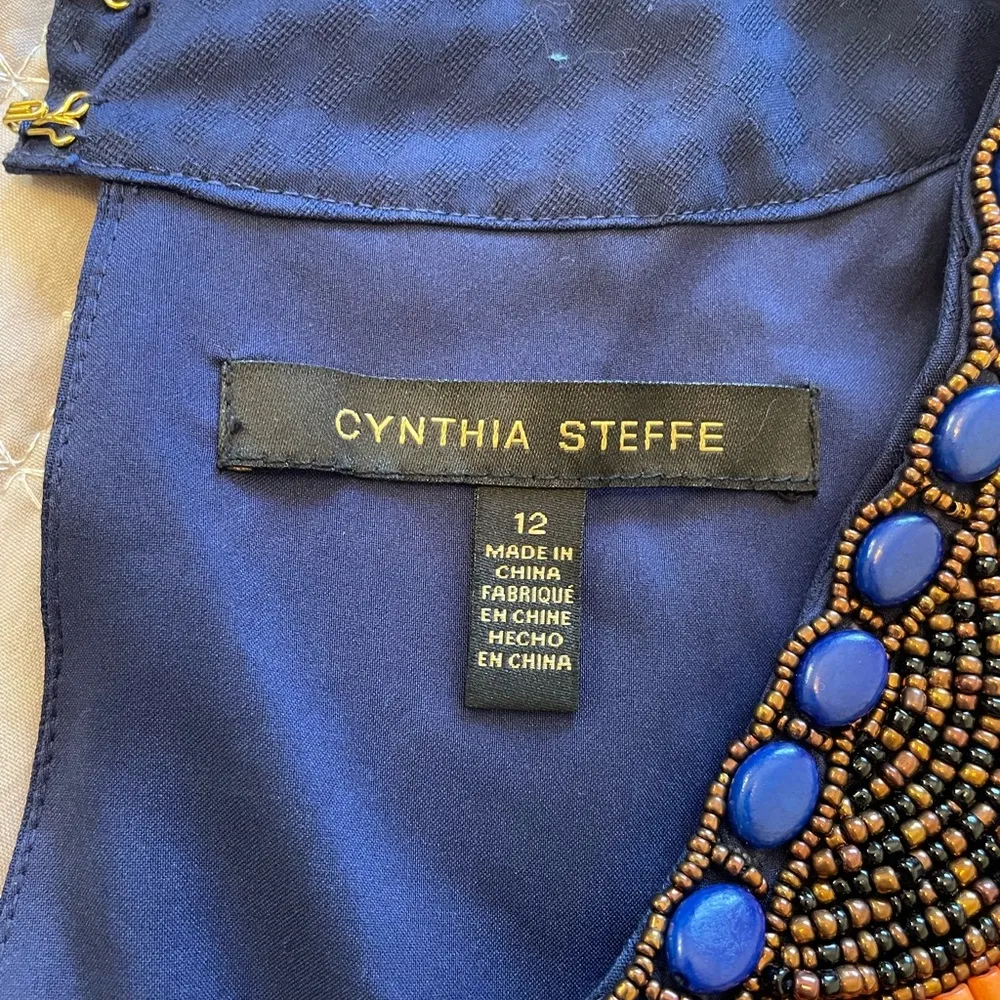 CYNTHIA STEFFE
12
MADE IN
CHINA
FABRIQUÉ
EN CHINE
HECHO
EN CHINA